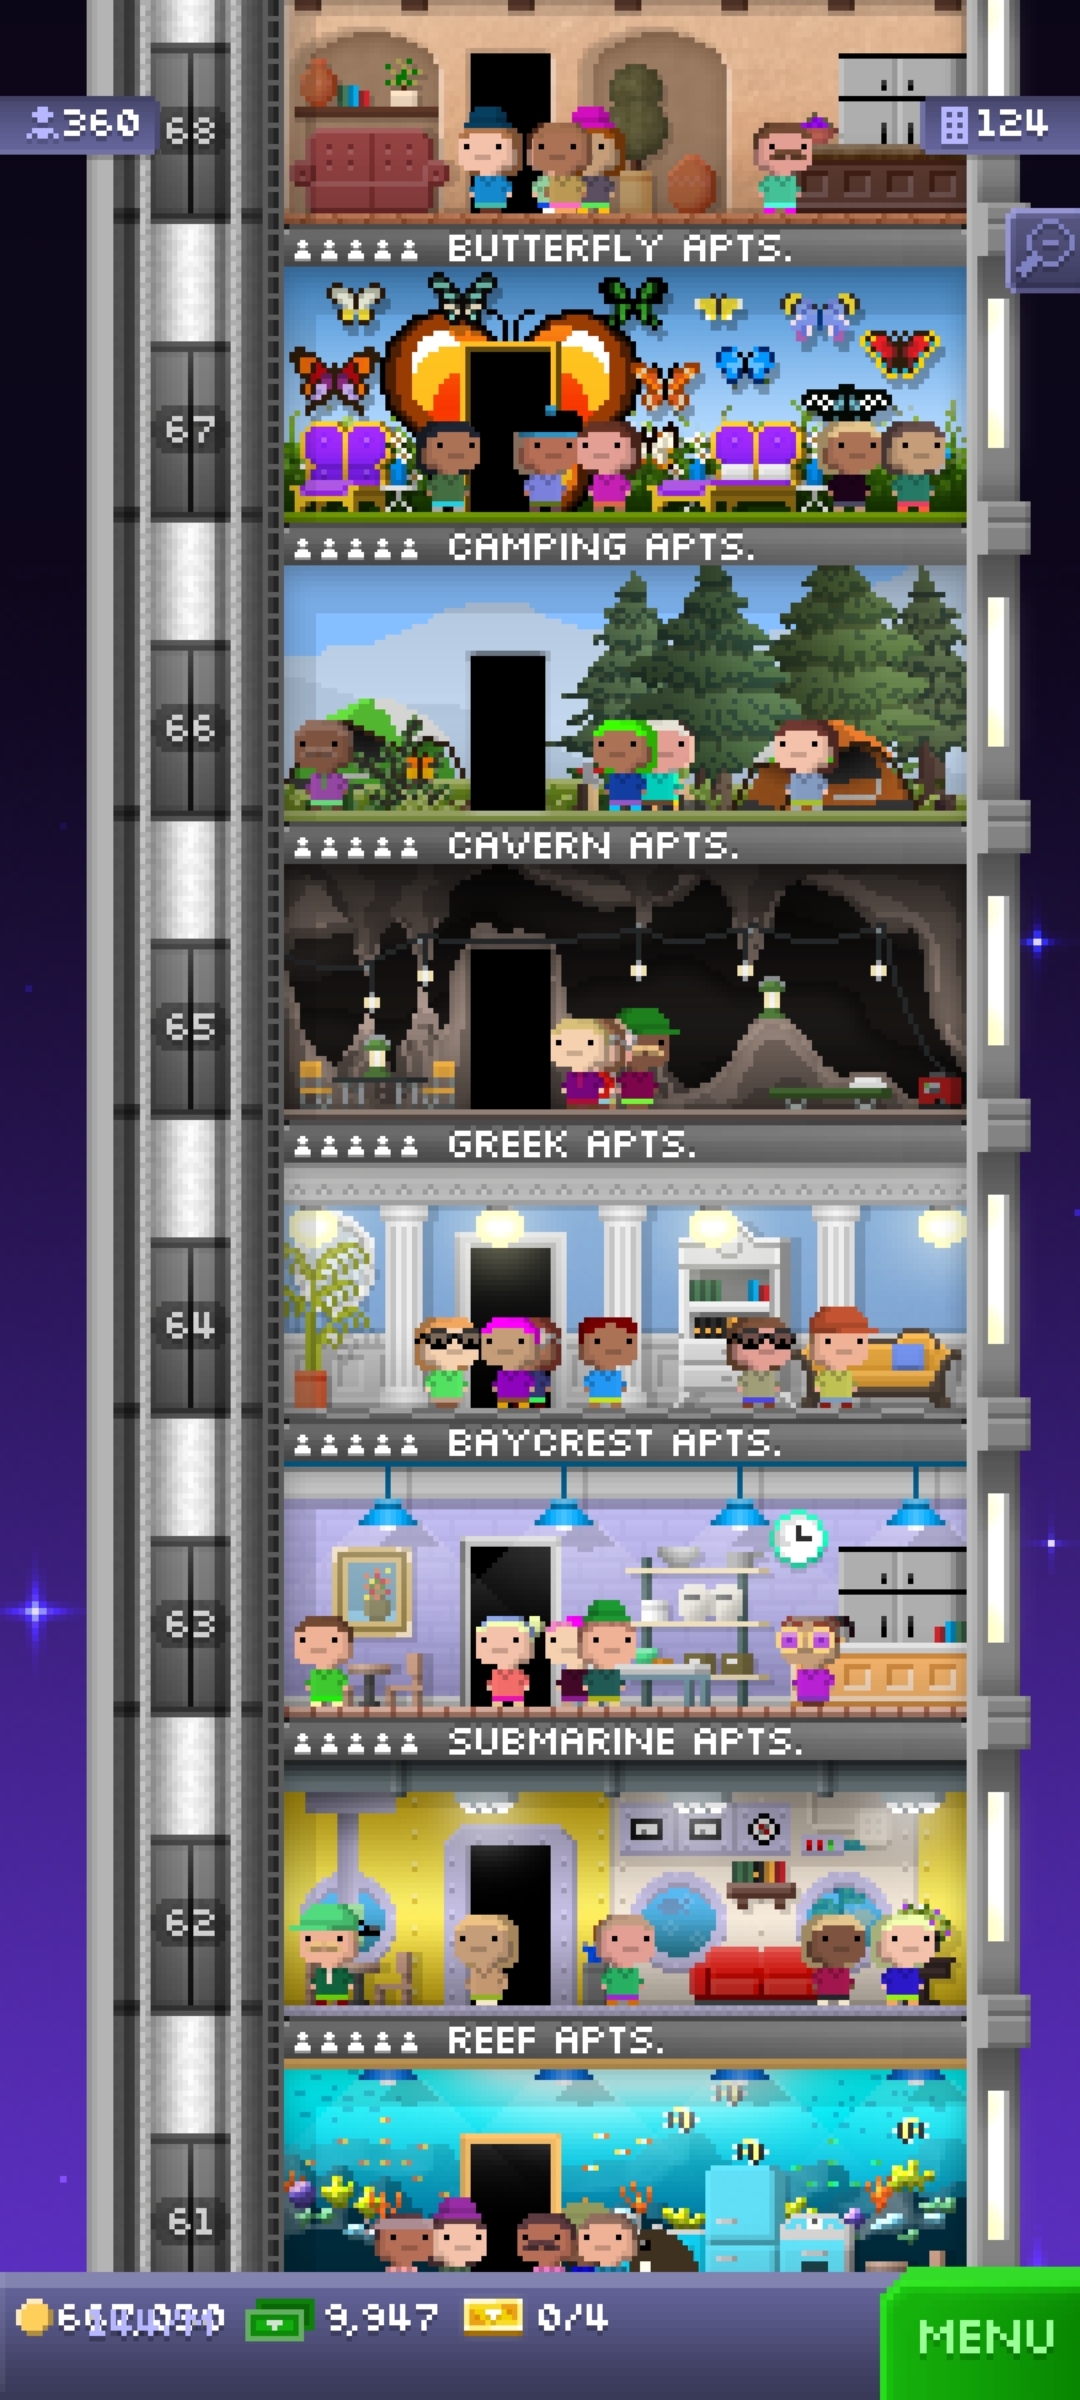 360
68
124
BUTTERFLY APTS.
67
CAMPING APTS.
66
CAVERN APTS.
65
GREEK APTS.
64
BAYCREST APTS.
63
SUBMARINE APTS.
62
REEF APTS.
61
9,947
0/4
MENU